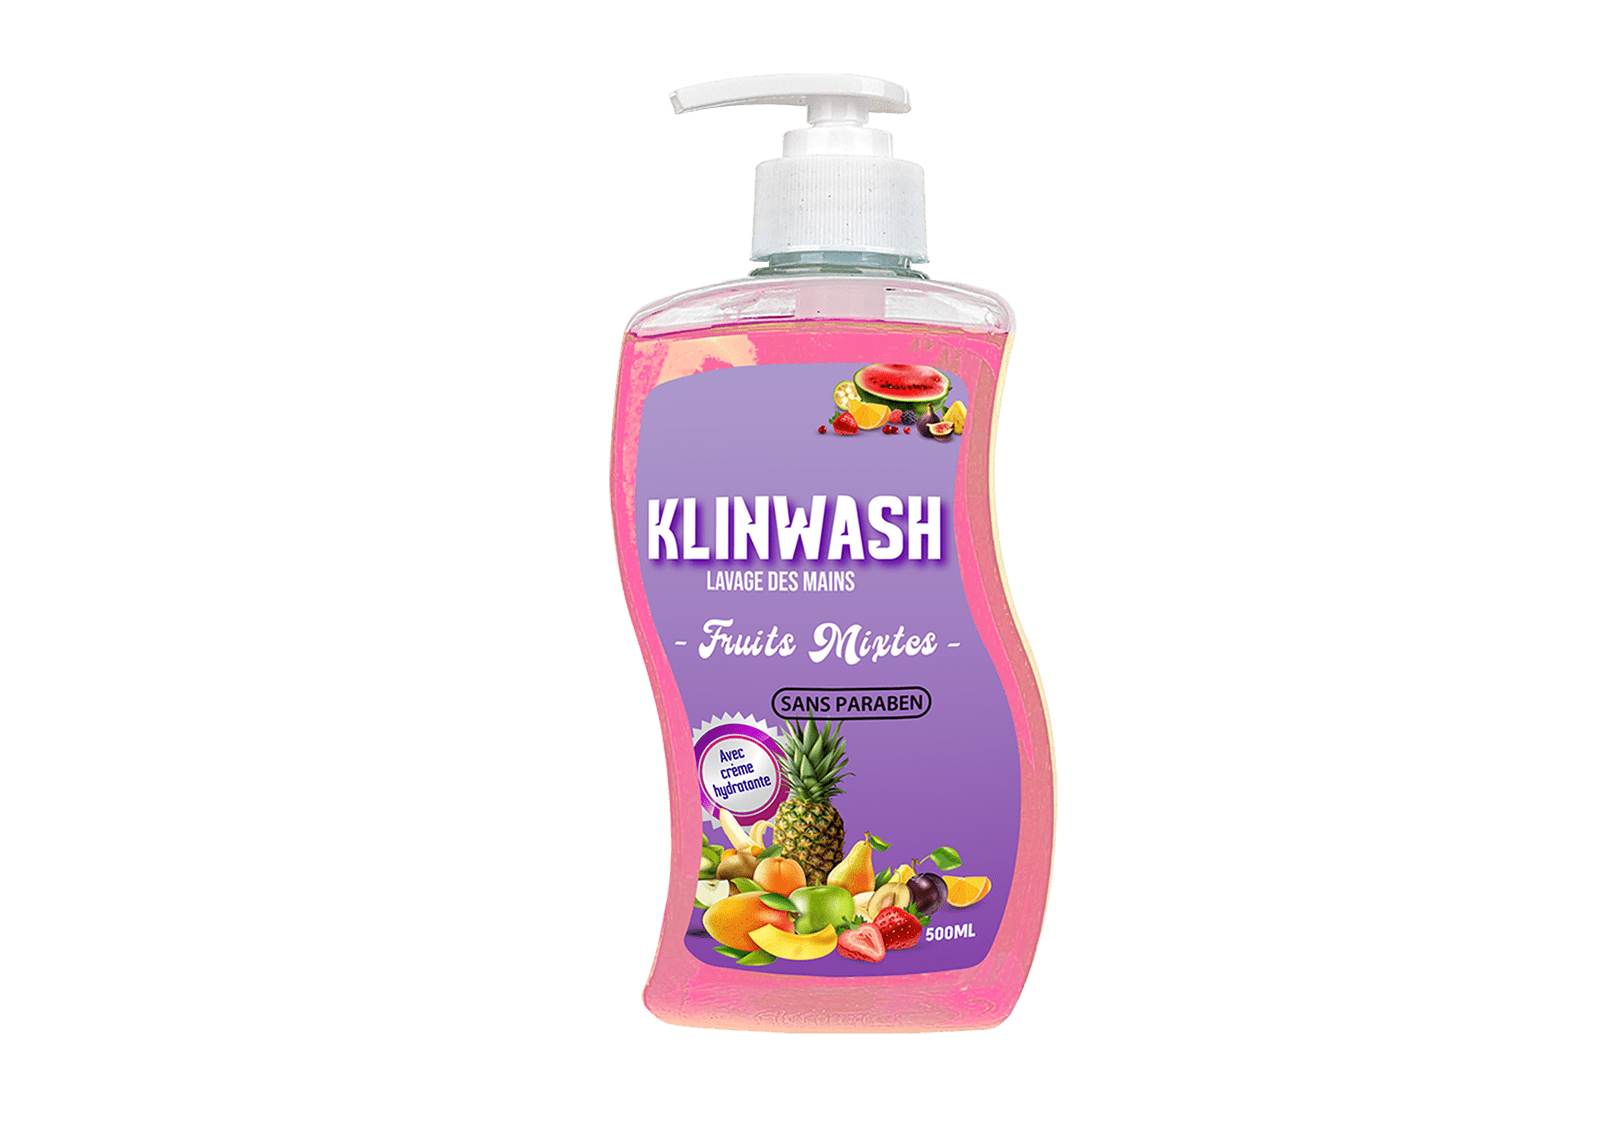 KLINWASH
LAVAGE DES MAINS
- Fruits Mixtes -
SANS PARABEN
Avec
crème
hydratante
500ML